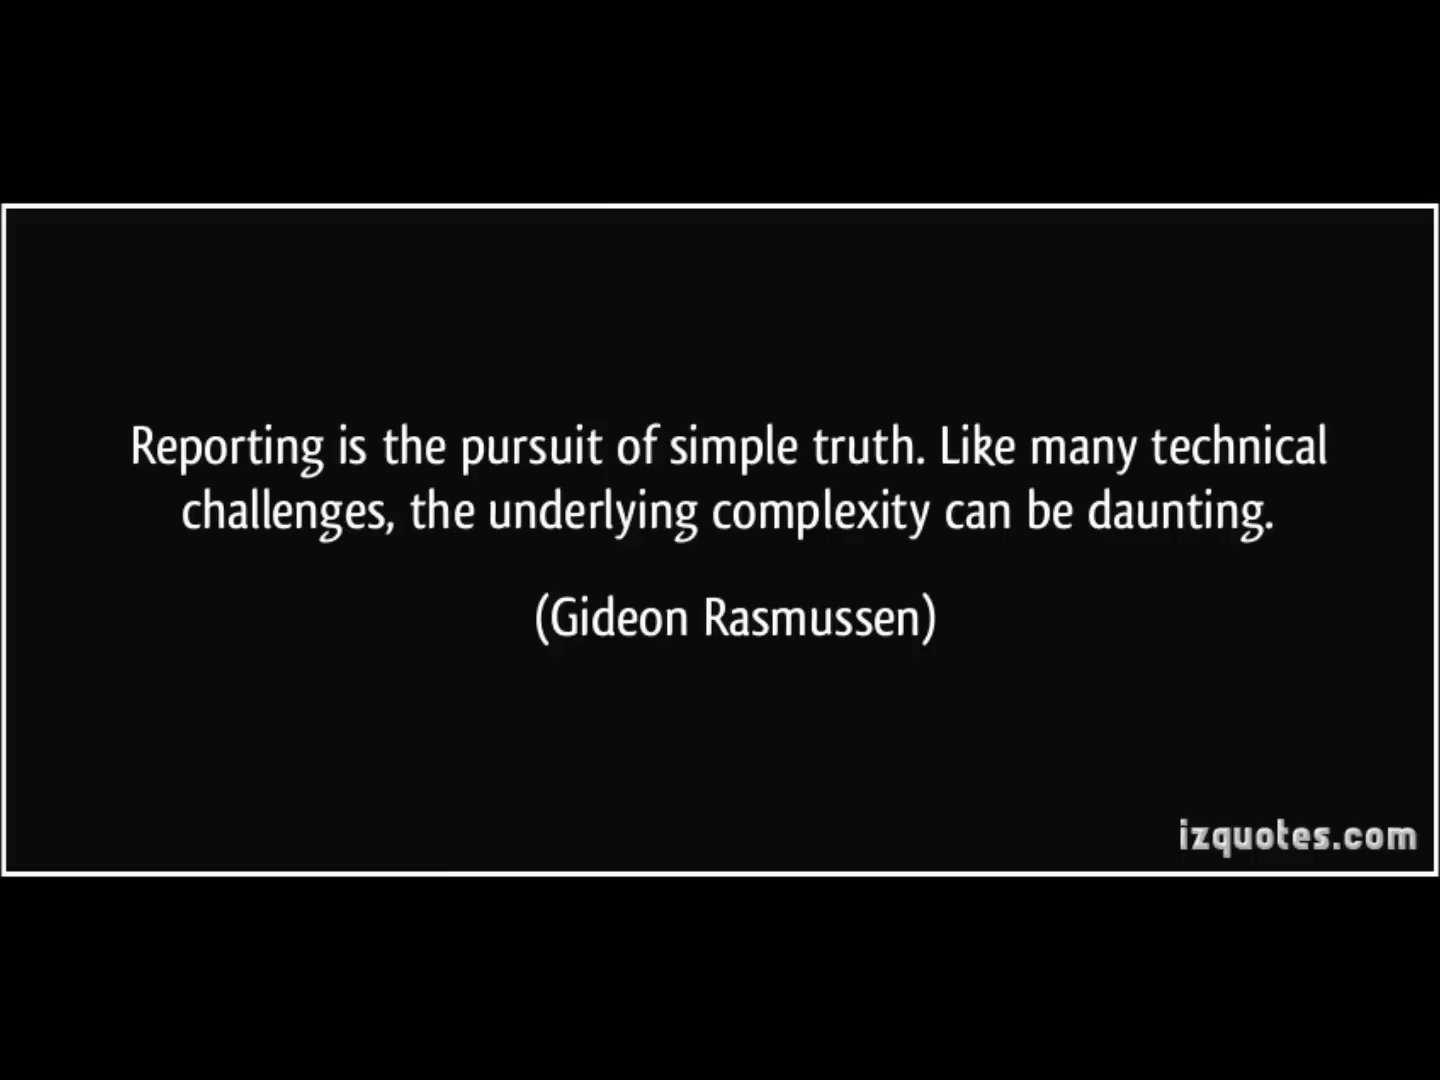 Reporting is the pursuit of simple truth. Like many technical
challenges, the underlying complexity can be daunting.
(Gideon Rasmussen)
izquotes.com